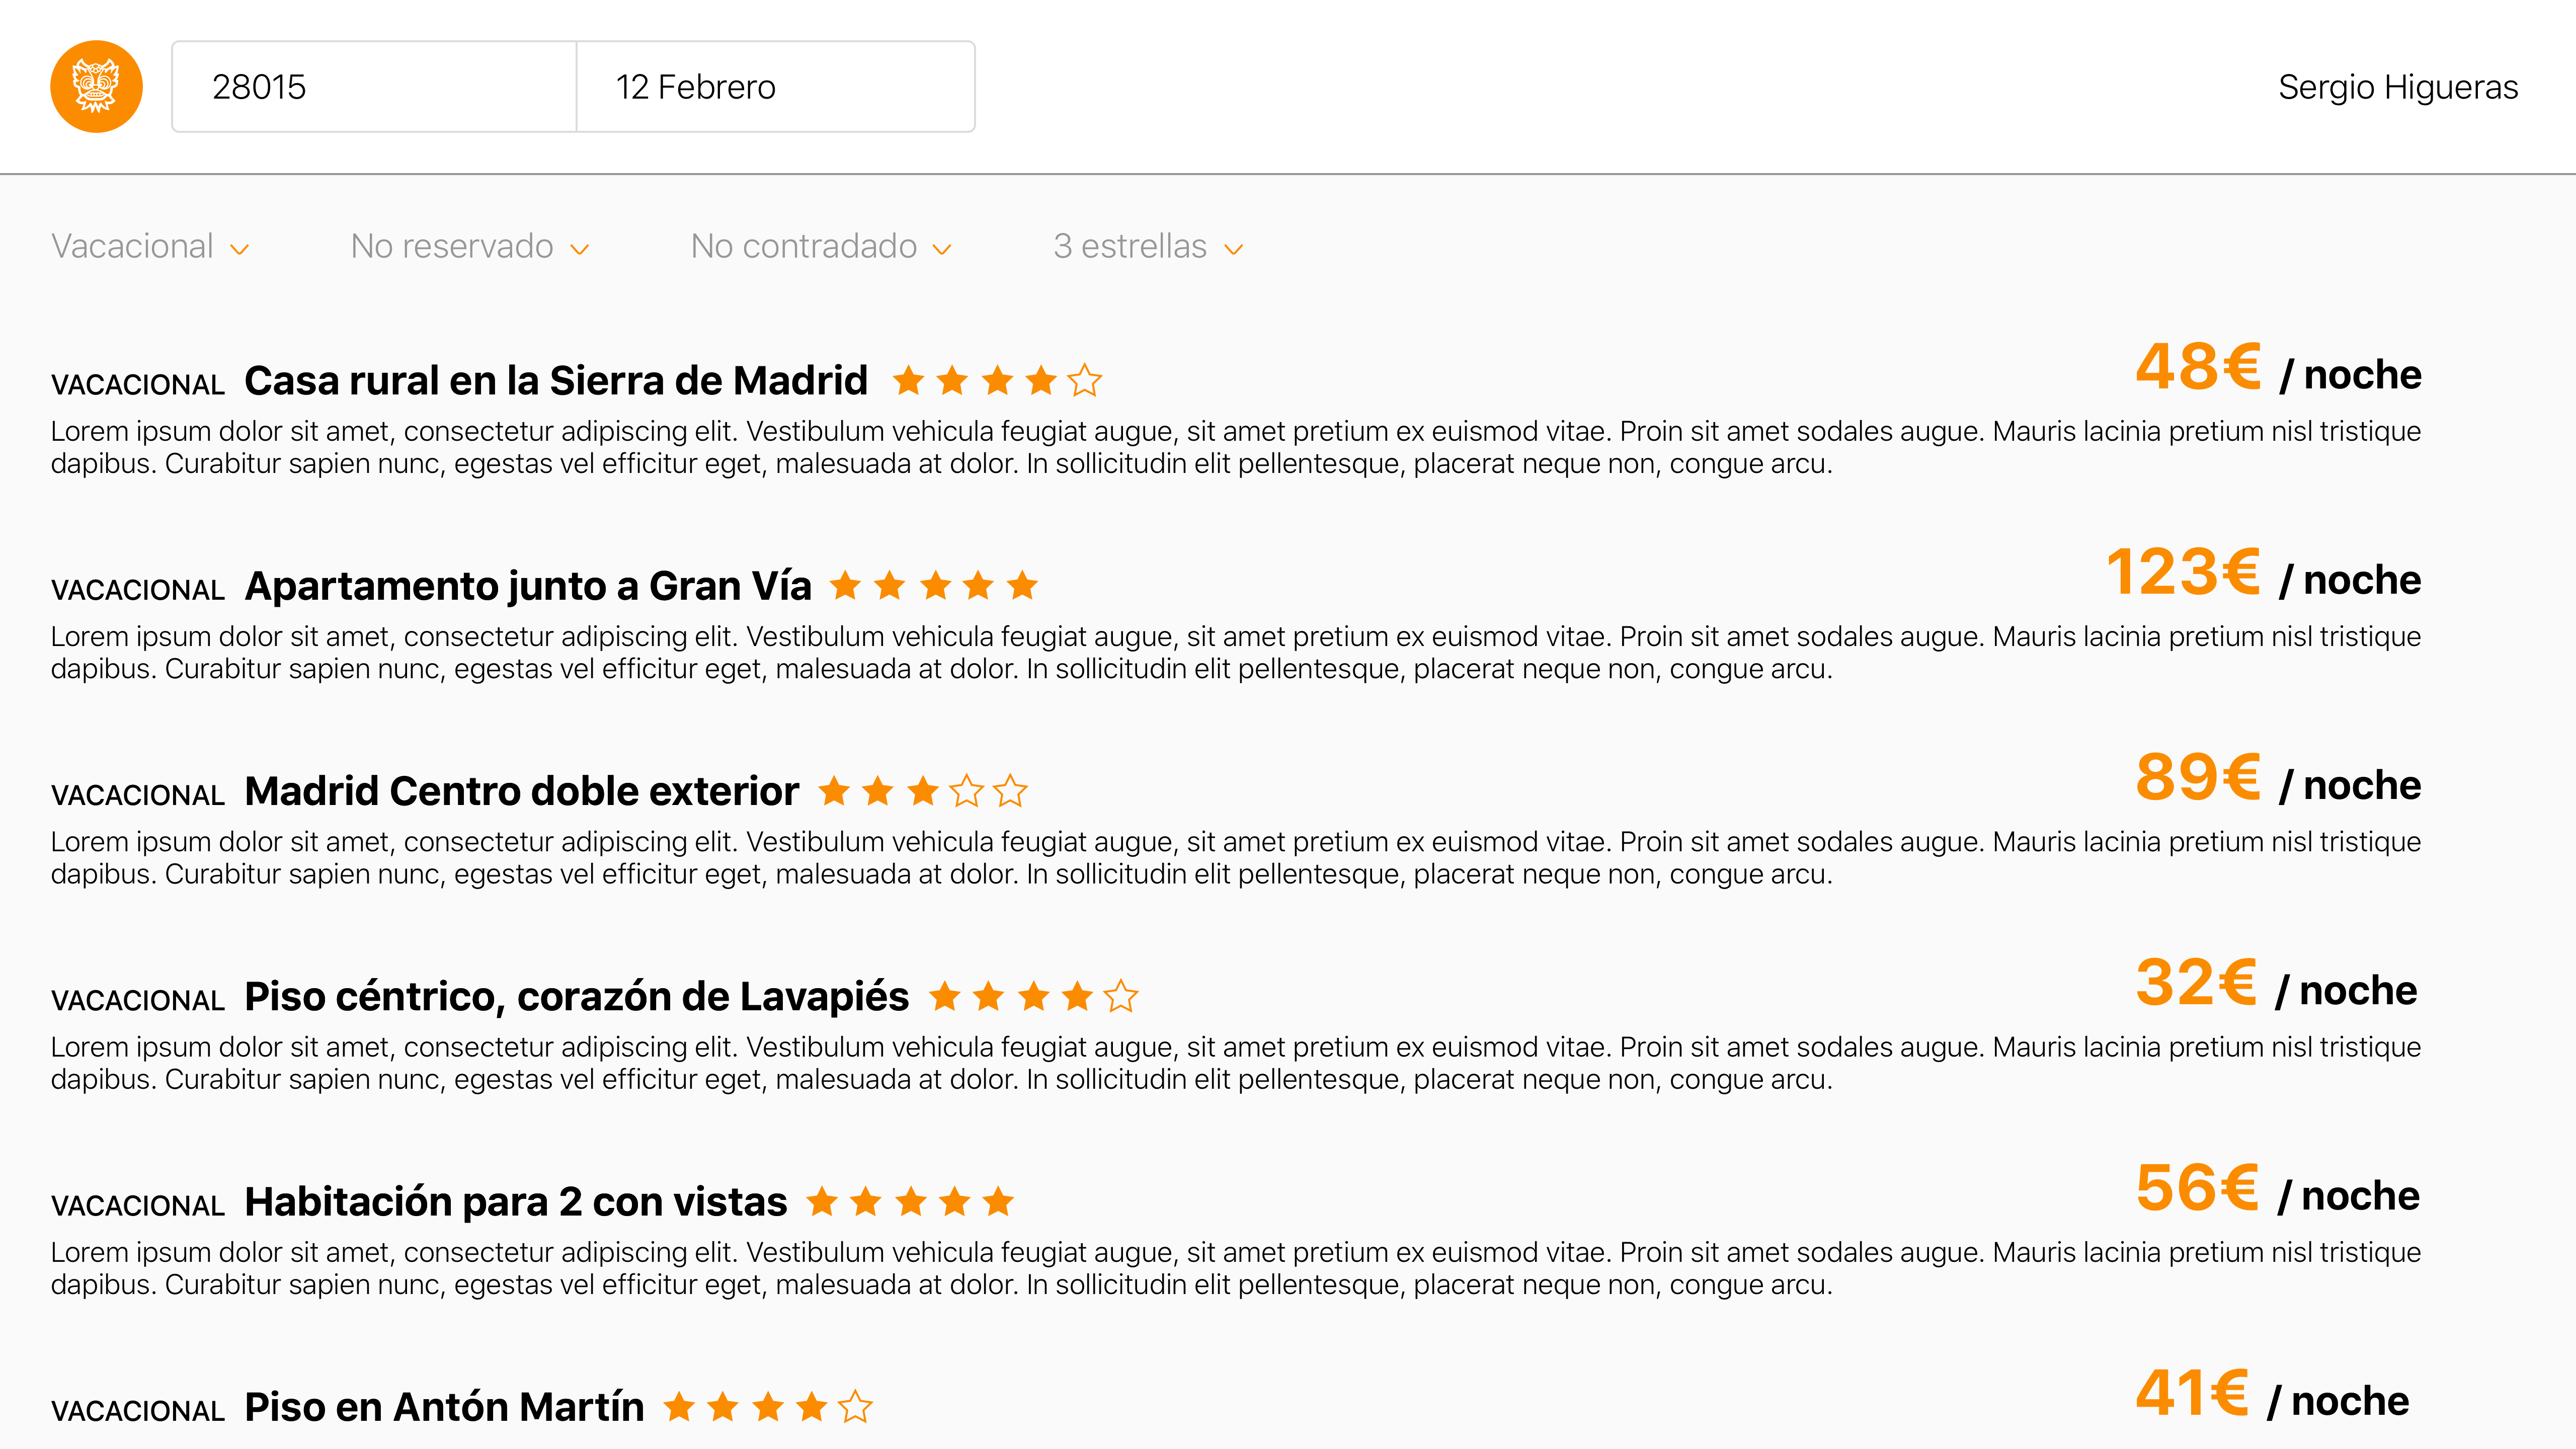 28015
12 Febrero
Sergio Higueras
Vacacional
No reservado
No contradado
3 estrellas
VACACIONAL Casa rural en la Sierra de Madrid
48€ / noche
Lorem ipsum dolor sit amet, consectetur adipiscing elit. Vestibulum vehicula feugiat augue, sit amet pretium ex euismod vitae. Proin sit amet sodales augue. Mauris lacinia pretium nisl tristique
dapibus. Curabitur sapien nunc, egestas vel efficitur eget, malesuada at dolor. In sollicitudin elit pellentesque, placerat neque non, congue arcu.
VACACIONAL Apartamento junto a Gran Vía
123€ / noche
Lorem ipsum dolor sit amet, consectetur adipiscing elit. Vestibulum vehicula feugiat augue, sit amet pretium ex euismod vitae. Proin sit amet sodales augue. Mauris lacinia pretium nisl tristique
dapibus. Curabitur sapien nunc, egestas vel efficitur eget, malesuada at dolor. In sollicitudin elit pellentesque, placerat neque non, congue arcu.
VACACIONAL Madrid Centro doble exterior
89€ / noche
Lorem ipsum dolor sit amet, consectetur adipiscing elit. Vestibulum vehicula feugiat augue, sit amet pretium ex euismod vitae. Proin sit amet sodales augue. Mauris lacinia pretium nisl tristique
dapibus. Curabitur sapien nunc, egestas vel efficitur eget, malesuada at dolor. In sollicitudin elit pellentesque, placerat neque non, congue arcu.
VACACIONAL Piso céntrico, corazón de Lavapiés
32€ / noche
Lorem ipsum dolor sit amet, consectetur adipiscing elit. Vestibulum vehicula feugiat augue, sit amet pretium ex euismod vitae. Proin sit amet sodales augue. Mauris lacinia pretium nisl tristique
dapibus. Curabitur sapien nunc, egestas vel efficitur eget, malesuada at dolor. In sollicitudin elit pellentesque, placerat neque non, congue arcu.
VACACIONAL Habitación para 2 con vistas
56€ / noche
Lorem ipsum dolor sit amet, consectetur adipiscing elit. Vestibulum vehicula feugiat augue, sit amet pretium ex euismod vitae. Proin sit amet sodales augue. Mauris lacinia pretium nisl tristique
dapibus. Curabitur sapien nunc, egestas vel efficitur eget, malesuada at dolor. In sollicitudin elit pellentesque, placerat neque non, congue arcu.
VACACIONAL Piso en Antón Martín
41€ / noche